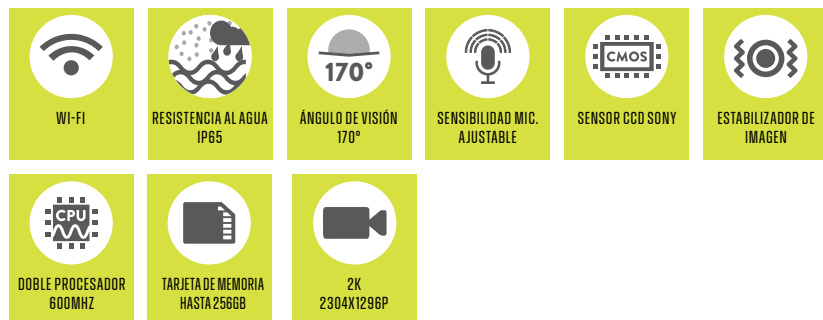 WI-FI
RESISTENCIA AL AGUA
IP65
170°
ÁNGULO DE VISIÓN
170°
SENSIBILIDAD MIC.
AJUSTABLE
CMOS
SENSOR CCD SONY
ESTABILIZADOR DE
IMAGEN
CPU
DOBLE PROCESADOR
600MHZ
TARJETA DE MEMORIA
HASTA 256GB
2K
2304X1296P